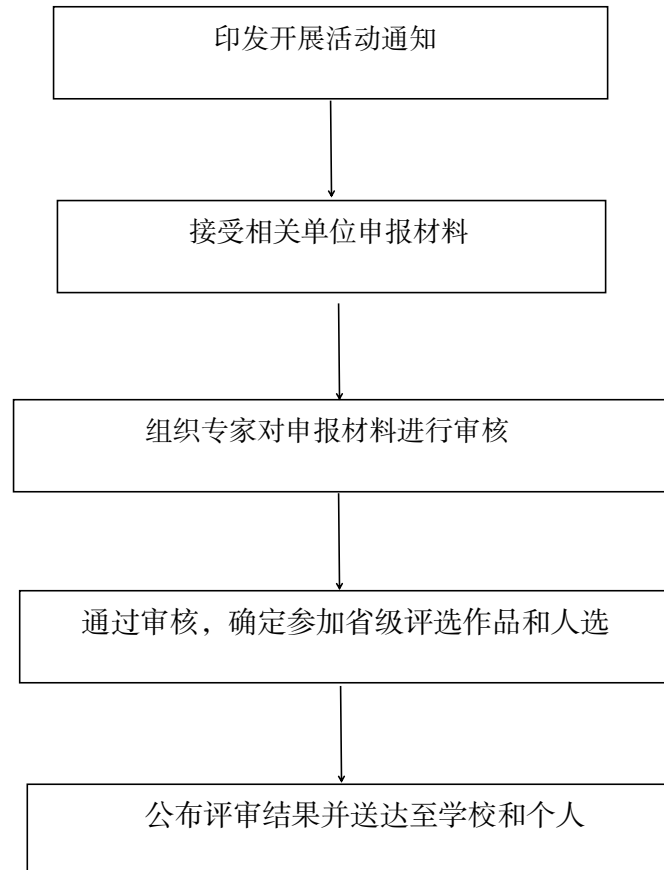 印发开展活动通知
接受相关单位申报材料
组织专家对申报材料进行审核
通过审核，确定参加省级评选作品和人选
公布评审结果并送达至学校和个人